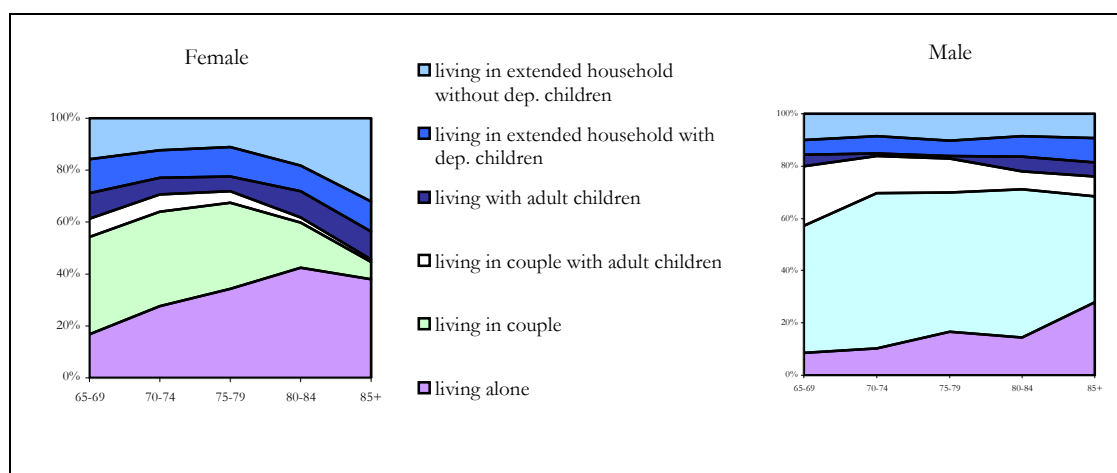 Female
100%
80%
60%
40%
20%
0%
65-69 70-74 75-79 80-84 85+
living in extended household
without dep. children
living in extended household with
dep. children
living with adult children
living in couple with adult children
living in couple
living alone
Male
100%
80%
60%
40%
20%
0%
65-69 70-74 75-79 80-84 85+